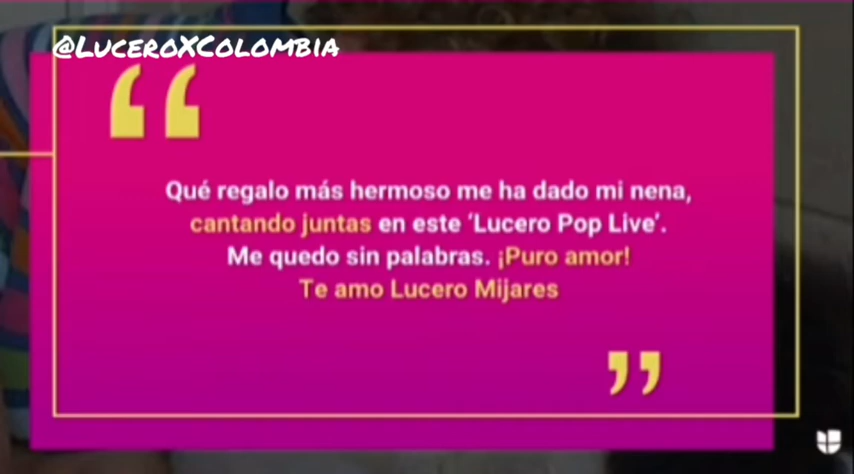 @LuceroXColombia
Qué regalo más hermoso me ha dado mi nena,
cantando juntas en este ‘Lucero Pop Live’.
Me quedo sin palabras. ¡Puro amor!
Te amo Lucero Mijares